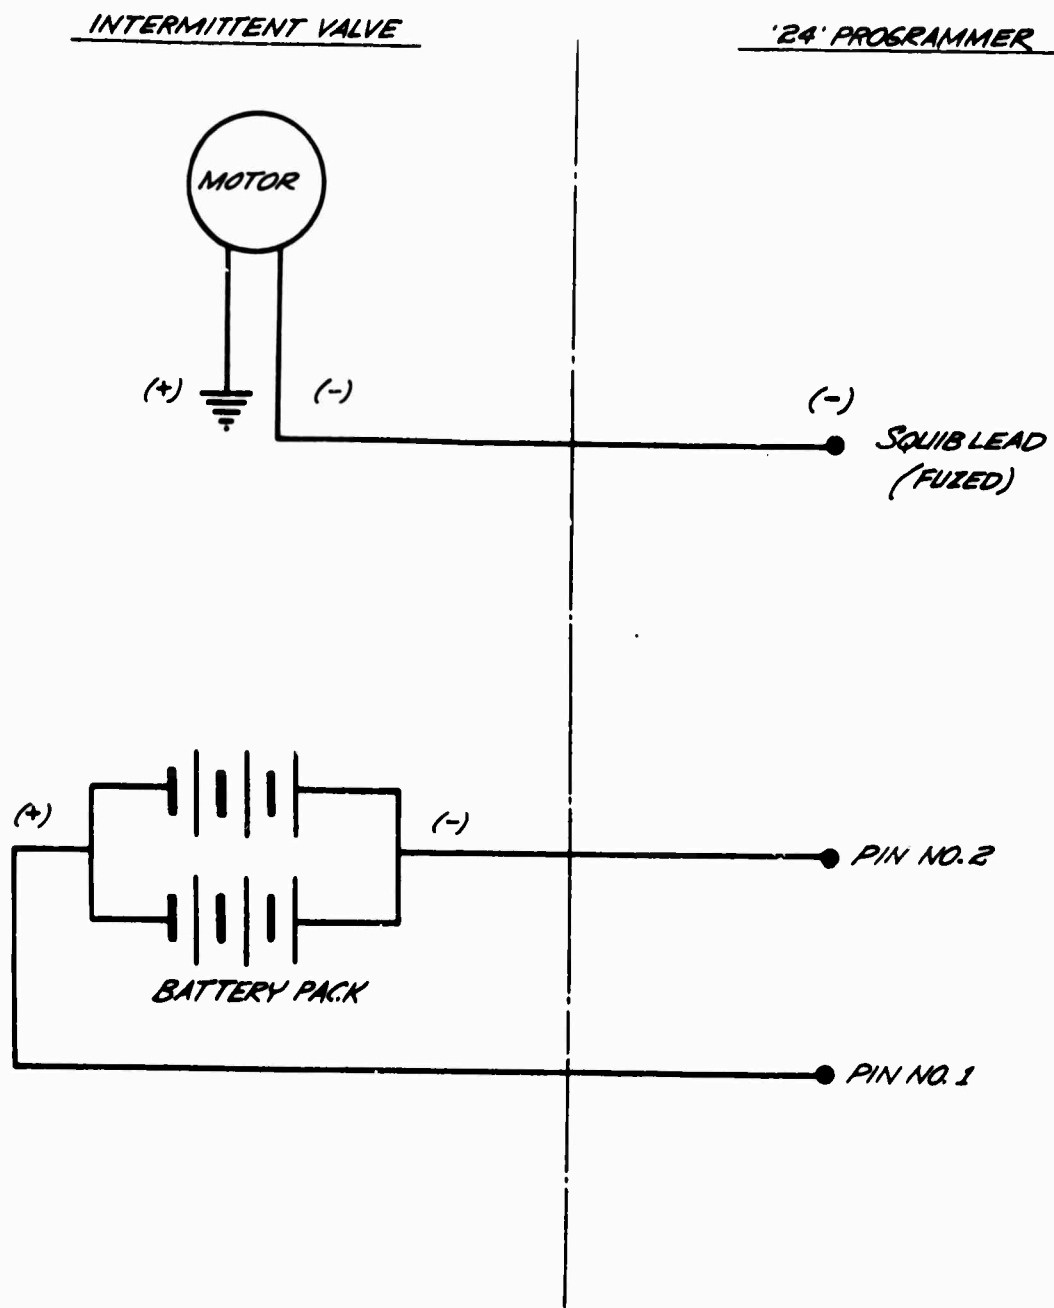 INTERMITTENT VALVE
'24' PROGRAMMER
MOTOR
(+)
(-)
(-)
SQUIB LEAD
(FUZED)
(+)
(-)
PIN NO. 2
BATTERY PACK
PIN NO. 1